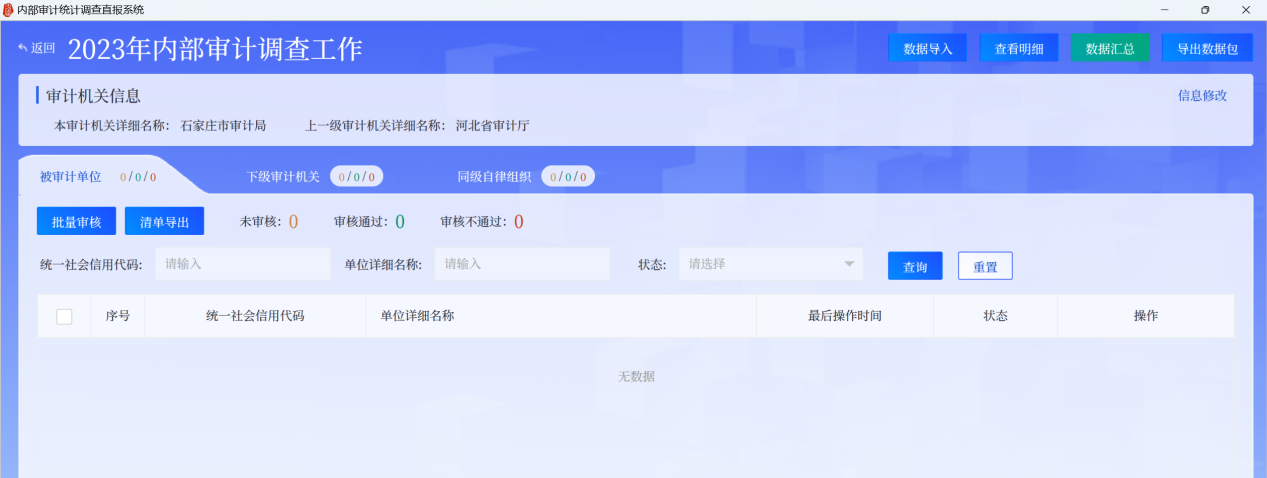 内部审计统计调查直报系统
返回 2023年内部审计调查工作 数据导入 查看明细 数据汇总 导出数据包
审计机关信息 信息修改
本审计机关详细名称: 石家庄市审计局 上一级审计机关详细名称: 河北省审计厅
被审计单位 0/0/0 下级审计机关 0/0/0 同级自律组织 0/0/0
批量审核 清单导出 未审核: 0 审核通过: 0 审核不通过: 0
统一社会信用代码: 请输入 单位详细名称: 请输入 状态: 请选择 查询 重置
序号 统一社会信用代码 单位详细名称 最后操作时间 状态 操作
无数据